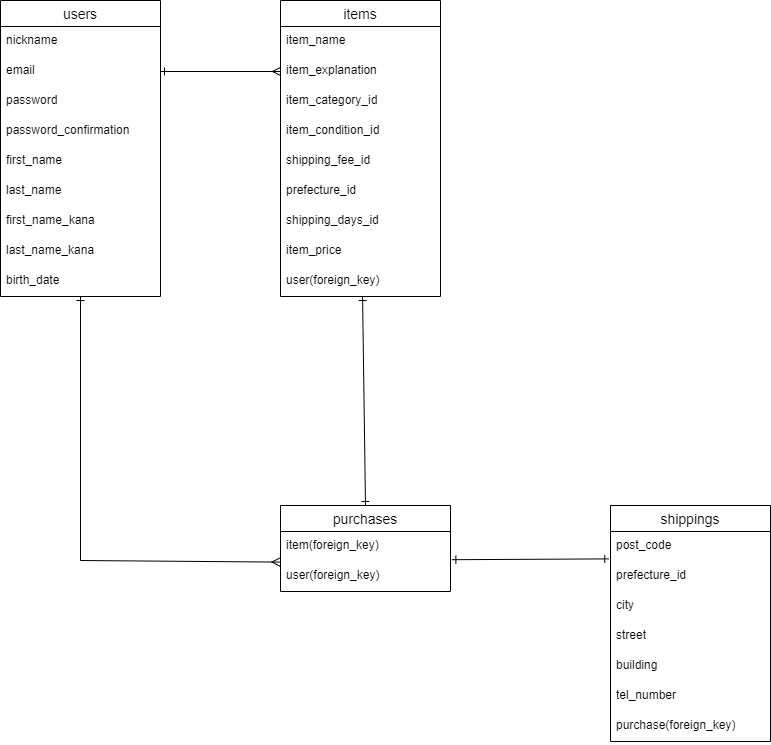 users
nickname
email
password
password_confirmation
first_name
last_name
first_name_kana
last_name_kana
birth_date
items
item_name
item_explanation
item_category_id
item_condition_id
shipping_fee_id
prefecture_id
shipping_days_id
item_price
user(foreign_key)
purchases
item(foreign_key)
user(foreign_key)
shippings
post_code
prefecture_id
city
street
building
tel_number
purchase(foreign_key)